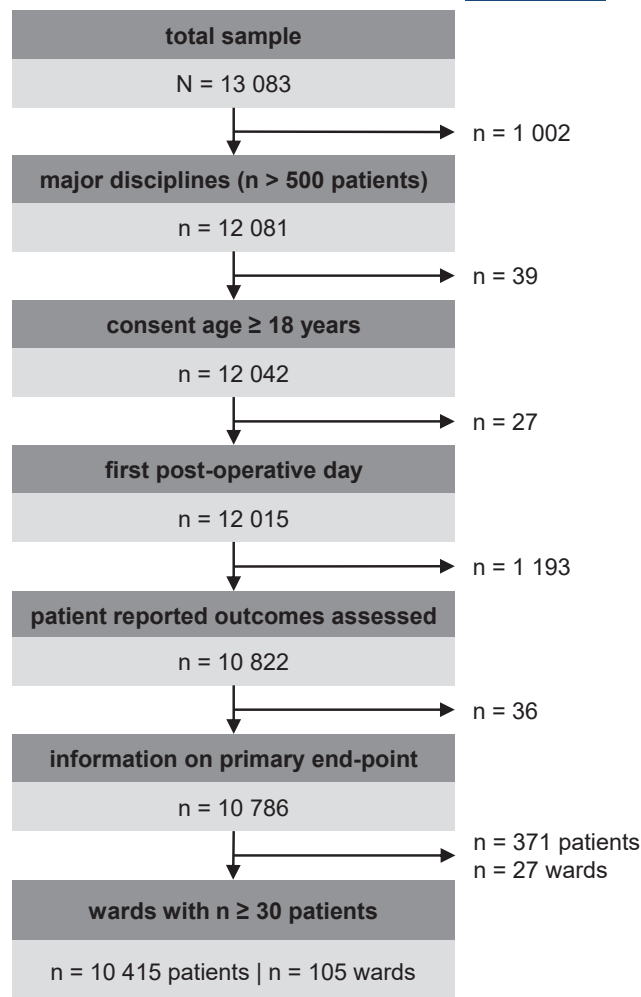 total sample
N = 13 083
n = 1 002
major disciplines (n > 500 patients)
n = 12 081
n = 39
consent age ≥ 18 years
n = 12 042
n = 27
first post-operative day
n = 12 015
n = 1 193
patient reported outcomes assessed
n = 10 822
n = 36
information on primary end-point
n = 10 786
n = 371 patients
n = 27 wards
wards with n ≥ 30 patients
n = 10 415 patients | n = 105 wards